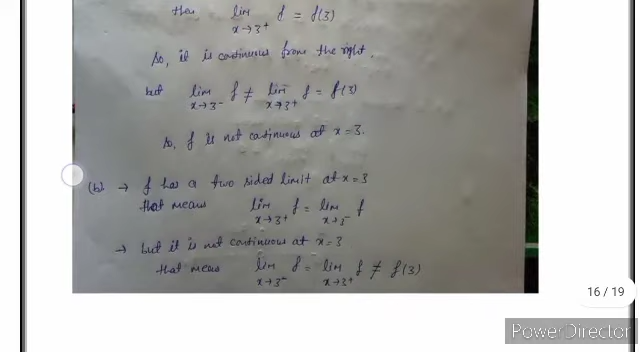 then lim f = f(3)
x→3⁺
So, it is continuous from the right.
but lim f ≠ lim f = f(3)
x→3⁻ x→3⁺
So, f is not continuous at x=3.
(b) → f has a two sided limit at x=3
that means lim f = lim f
x→3⁺ x→3⁻
→ but it is not continuous at x=3
that means lim f = lim f ≠ f(3)
x→3⁻ x→3⁺
16 / 19
PowerDirector